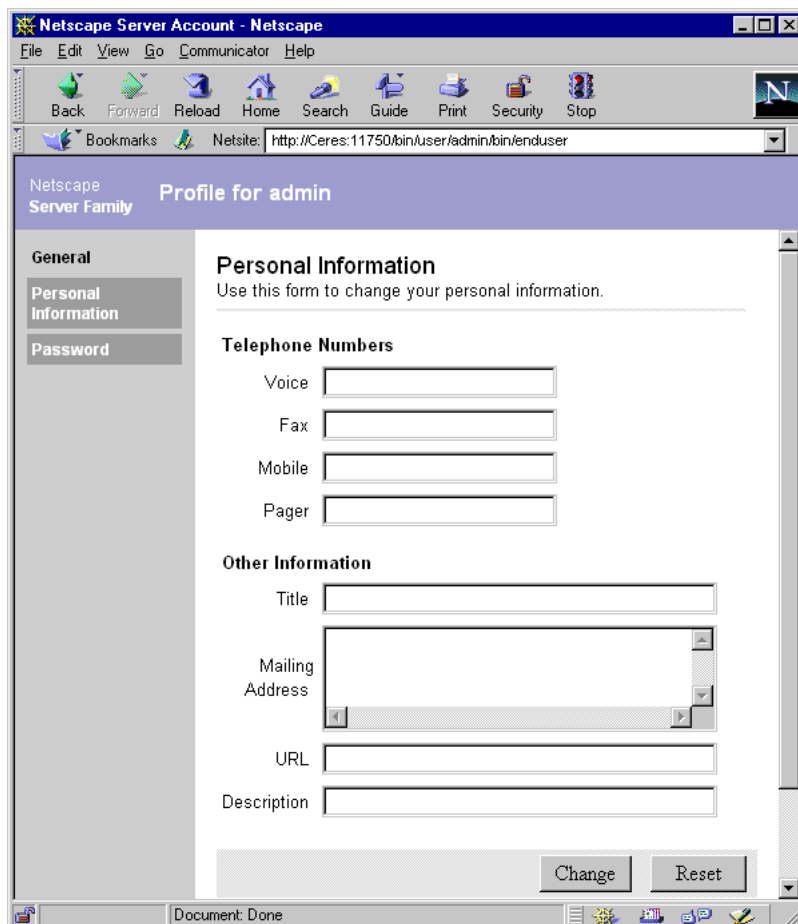 Netscape Server Account - Netscape
File Edit View Go Communicator Help
Back Forward Reload Home Search Guide Print Security Stop
N
Bookmarks Netsite: http://Ceres:11750/bin/user/admin/bin/enduser
Netscape
Server Family
Profile for admin
General
Personal
Information
Password
Personal Information
Use this form to change your personal information.
Telephone Numbers
Voice
Fax
Mobile
Pager
Other Information
Title
Mailing
Address
URL
Description
Change Reset
Document: Done